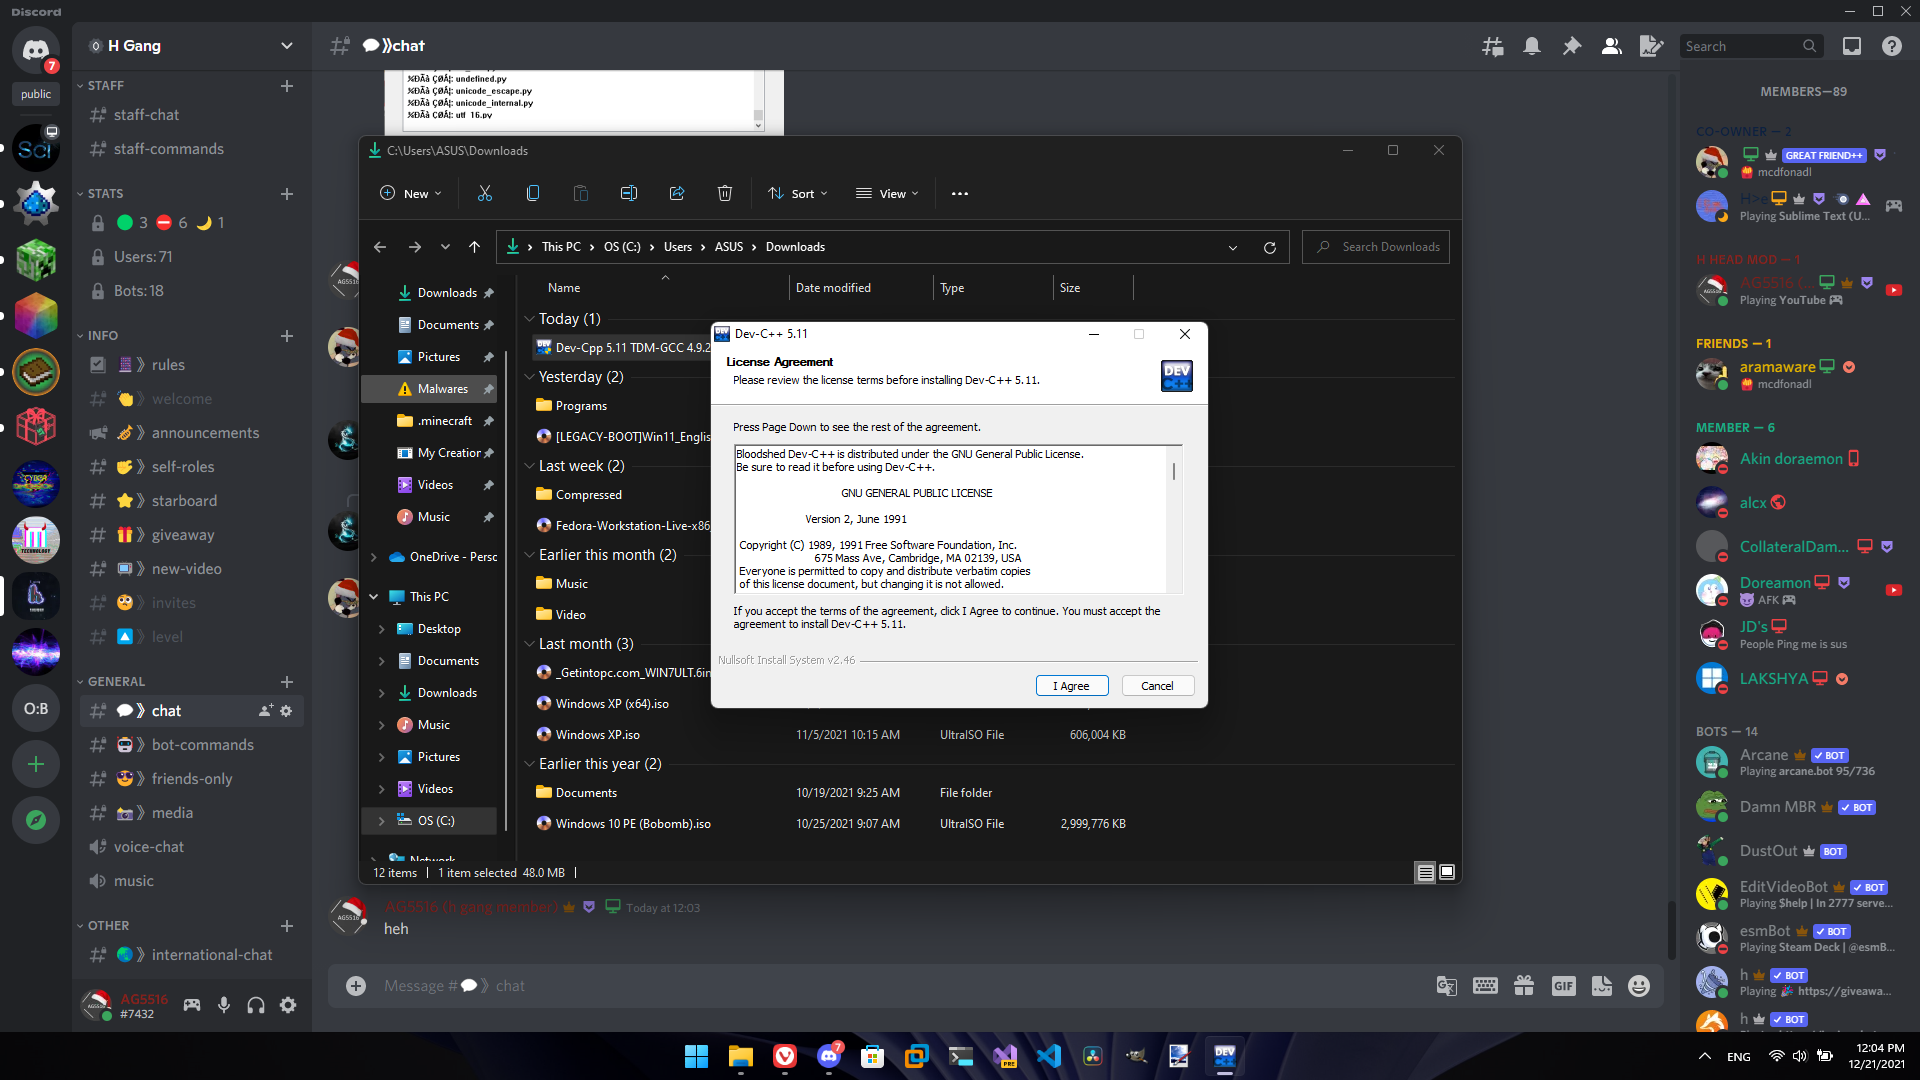 Discord
H Gang
chat
Search
7
public
STAFF
staff-chat
staff-commands
STATS
3 6 1
Users: 71
Bots: 18
INFO
rules
welcome
announcements
self-roles
starboard
giveaway
new-video
invites
level
GENERAL
chat
bot-commands
friends-only
media
voice-chat
music
OTHER
international-chat
O:B
AG5516
#7432
undefined.py
unicode_escape.py
unicode_internal.py
utf_16.py
C:\Users\ASUS\Downloads
New
Sort
View
This PC > OS (C:) > Users > ASUS > Downloads
Search Downloads
Downloads
Documents
Pictures
Malwares
.minecraft
My Creation
Videos
Music
OneDrive - Perso
This PC
Desktop
Documents
Downloads
Music
Pictures
Videos
OS (C:)
Network
Name
Date modified
Type
Size
Today (1)
Dev-Cpp 5.11 TDM-GCC 4.9.2
Yesterday (2)
Programs
[LEGACY-BOOT]Win11_Englis
Last week (2)
Compressed
Fedora-Workstation-Live-x86
Earlier this month (2)
Music
Video
Last month (3)
_Getintopc.com_WIN7ULT.6in
Windows XP (x64).iso
Windows XP.iso 11/5/2021 10:15 AM UltraISO File 606,004 KB
Earlier this year (2)
Documents 10/19/2021 9:25 AM File folder
Windows 10 PE (Bobomb).iso 10/25/2021 9:07 AM UltraISO File 2,999,776 KB
12 items | 1 item selected 48.0 MB |
Dev-C++ 5.11
License Agreement
Please review the license terms before installing Dev-C++ 5.11.
DEV
C++
Press Page Down to see the rest of the agreement.
Bloodshed Dev-C++ is distributed under the GNU General Public License.
Be sure to read it before using Dev-C++.
GNU GENERAL PUBLIC LICENSE
Version 2, June 1991
Copyright (C) 1989, 1991 Free Software Foundation, Inc.
675 Mass Ave, Cambridge, MA 02139, USA
Everyone is permitted to copy and distribute verbatim copies
of this license document, but changing it is not allowed.
If you accept the terms of the agreement, click I Agree to continue. You must accept the
agreement to install Dev-C++ 5.11.
Nullsoft Install System v2.46
I Agree
Cancel
AG5516 (h gang member) Today at 12:03
heh
Message # chat
GIF
MEMBERS—89
CO-OWNER — 2
GREAT FRIEND++
mcdfonadl
H>e
Playing Sublime Text (U...
H HEAD MOD — 1
AG5516 (...
Playing YouTube
FRIENDS — 1
aramaware
mcdfonadl
MEMBER — 6
Akin doraemon
alcx
CollateralDam...
Doreamon
AFK
JD's
People Ping me is sus
LAKSHYA
BOTS — 14
Arcane BOT
Playing arcane.bot 95/736
Damn MBR BOT
DustOut BOT
EditVideoBot BOT
Playing $help | In 2777 serve...
esmBot BOT
Playing Steam Deck | @esmB...
h BOT
Playing https://giveawa...
h BOT
7
PRE
DEV
ENG
12:04 PM
12/21/2021